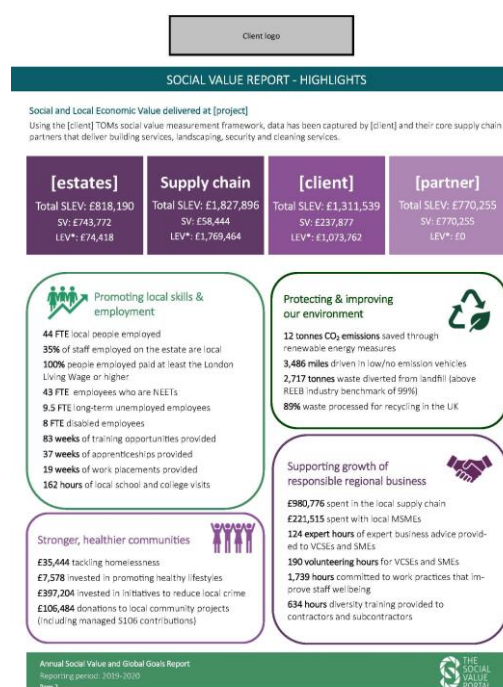 Client logo
SOCIAL VALUE REPORT - HIGHLIGHTS
Social and Local Economic Value delivered at [project]
Using the [client] TOMs social value measurement framework, data has been captured by [client] and their core supply chain
partners that deliver building services, landscaping, security and cleaning services.
[estates]
Total SLEV: £818,190
SV: £743,772
LEV*: £74,418
Supply chain
Total SLEV: £1,827,896
SV: £58,444
LEV*: £1,769,464
[client]
Total SLEV: £1,311,539
SV: £237,877
LEV*: £1,073,762
[partner]
Total SLEV: £770,255
SV: £770,255
LEV*: £0
Promoting local skills &
employment
44 FTE local people employed
35% of staff employed on the estate are local
100% people employed paid at least the London
Living Wage or higher
43 FTE employees who are NEETs
9.5 FTE long-term unemployed employees
8 FTE disabled employees
83 weeks of training opportunities provided
37 weeks of apprenticeships provided
19 weeks of work placements provided
162 hours of local school and college visits
Protecting & improving
our environment
12 tonnes CO₂ emissions saved through
renewable energy measures
3,486 miles driven in low/no emission vehicles
2,717 tonnes waste diverted from landfill (above
REEB industry benchmark of 99%)
89% waste processed for recycling in the UK
Stronger, healthier communities
£35,444 tackling homelessness
£7,578 invested in promoting healthy lifestyles
£397,204 invested in initiatives to reduce local crime
£106,484 donations to local community projects
(including managed S106 contributions)
Supporting growth of
responsible regional business
£980,776 spent in the local supply chain
£221,515 spent with local MSMEs
124 expert hours of expert business advice provid-
ed to VCSEs and SMEs
190 volunteering hours for VCSEs and SMEs
1,739 hours committed to work practices that im-
prove staff wellbeing
634 hours diversity training provided to
contractors and subcontractors
Annual Social Value and Global Goals Report
Reporting period: 2019-2020
THE
SOCIAL
VALUE
PORTAL